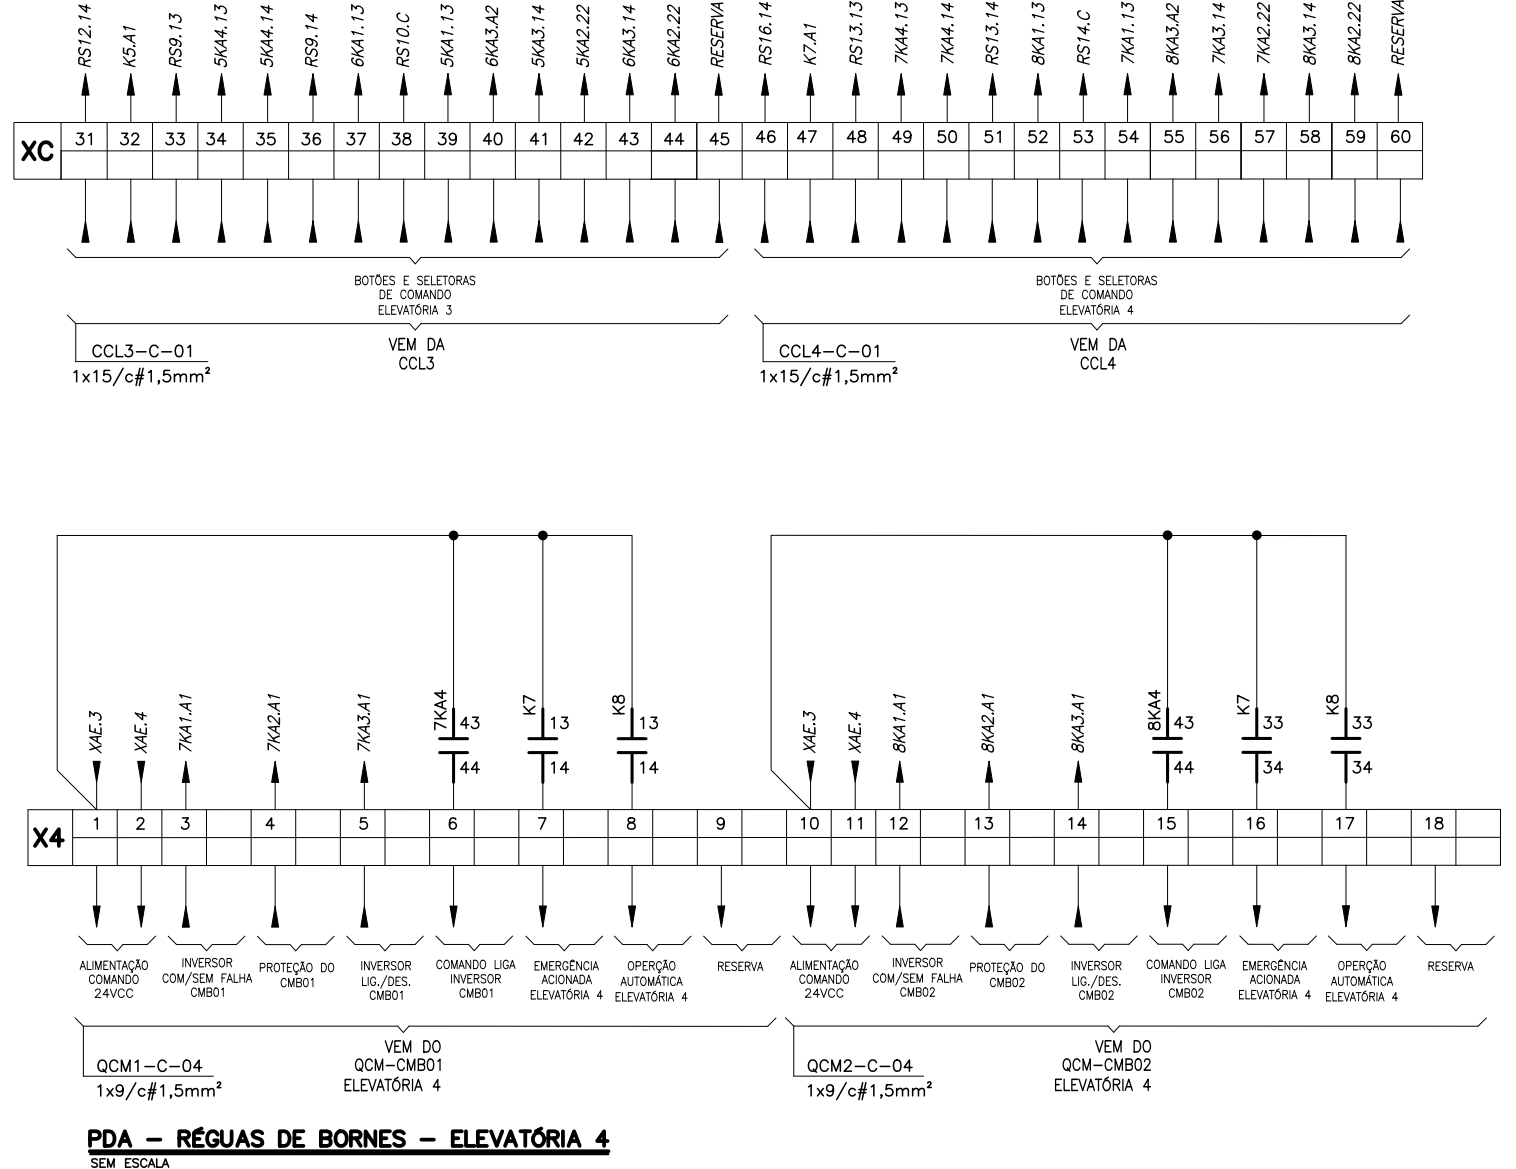 RS12.14 K5.A1 RS9.13 5KA4.13 5KA4.14 RS9.14 6KA1.13 RS10.C 5KA1.13 6KA3.A2 5KA3.14 5KA2.22 6KA3.14 6KA2.22 RESERVA RS16.14 K7.A1 RS13.13 7KA4.13 7KA4.14 RS13.14 8KA1.13 RS14.C 7KA1.13 8KA3.A2 7KA3.14 7KA2.22 8KA3.14 8KA2.22 RESERVA
XC 31 32 33 34 35 36 37 38 39 40 41 42 43 44 45 46 47 48 49 50 51 52 53 54 55 56 57 58 59 60
BOTÕES E SELETORAS
DE COMANDO
ELEVATÓRIA 3
BOTÕES E SELETORAS
DE COMANDO
ELEVATÓRIA 4
CCL3-C-01
1x15/c#1,5mm²
VEM DA
CCL3
CCL4-C-01
1x15/c#1,5mm²
VEM DA
CCL4
XAE.3 XAE.4 7KA1.A1 7KA2.A1 7KA3.A1
7KA4 43 44
K7 13 14
K8 13 14
XAE.3 XAE.4 8KA1.A1 8KA2.A1 8KA3.A1
8KA4 43 44
K7 33 34
K8 33 34
X4 1 2 3 4 5 6 7 8 9 10 11 12 13 14 15 16 17 18
ALIMENTAÇÃO
COMANDO
24VCC
INVERSOR
COM/SEM FALHA
CMB01
PROTEÇÃO DO
CMB01
INVERSOR
LIG./DES.
CMB01
COMANDO LIGA
INVERSOR
CMB01
EMERGÊNCIA
ACIONADA
ELEVATÓRIA 4
OPERÇÃO
AUTOMÁTICA
ELEVATÓRIA 4
RESERVA
ALIMENTAÇÃO
COMANDO
24VCC
INVERSOR
COM/SEM FALHA
CMB02
PROTEÇÃO DO
CMB02
INVERSOR
LIG./DES.
CMB02
COMANDO LIGA
INVERSOR
CMB02
EMERGÊNCIA
ACIONADA
ELEVATÓRIA 4
OPERÇÃO
AUTOMÁTICA
ELEVATÓRIA 4
RESERVA
QCM1-C-04
1x9/c#1,5mm²
VEM DO
QCM-CMB01
ELEVATÓRIA 4
QCM2-C-04
1x9/c#1,5mm²
VEM DO
QCM-CMB02
ELEVATÓRIA 4
PDA - RÉGUAS DE BORNES - ELEVATÓRIA 4
SEM ESCALA